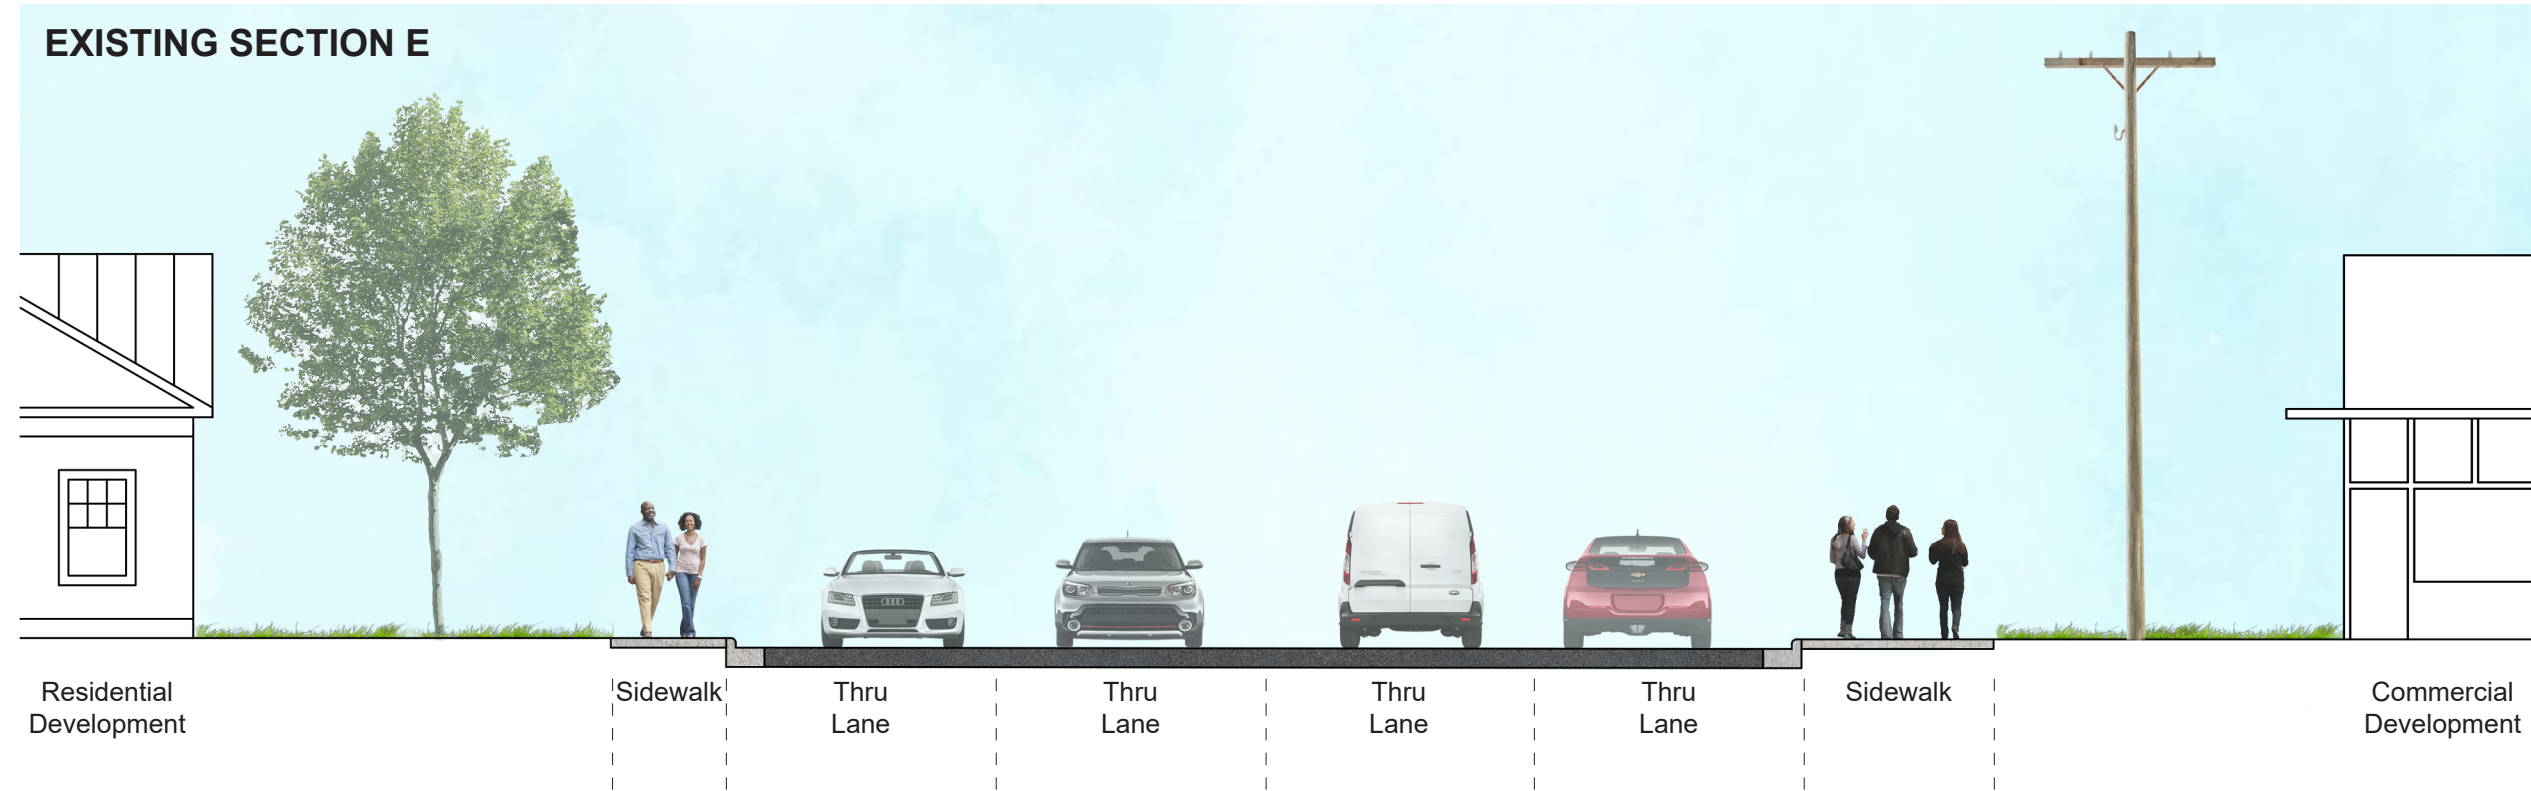 EXISTING SECTION E
Residential
Development
Sidewalk
Thru
Lane
Thru
Lane
Thru
Lane
Thru
Lane
Sidewalk
Commercial
Development